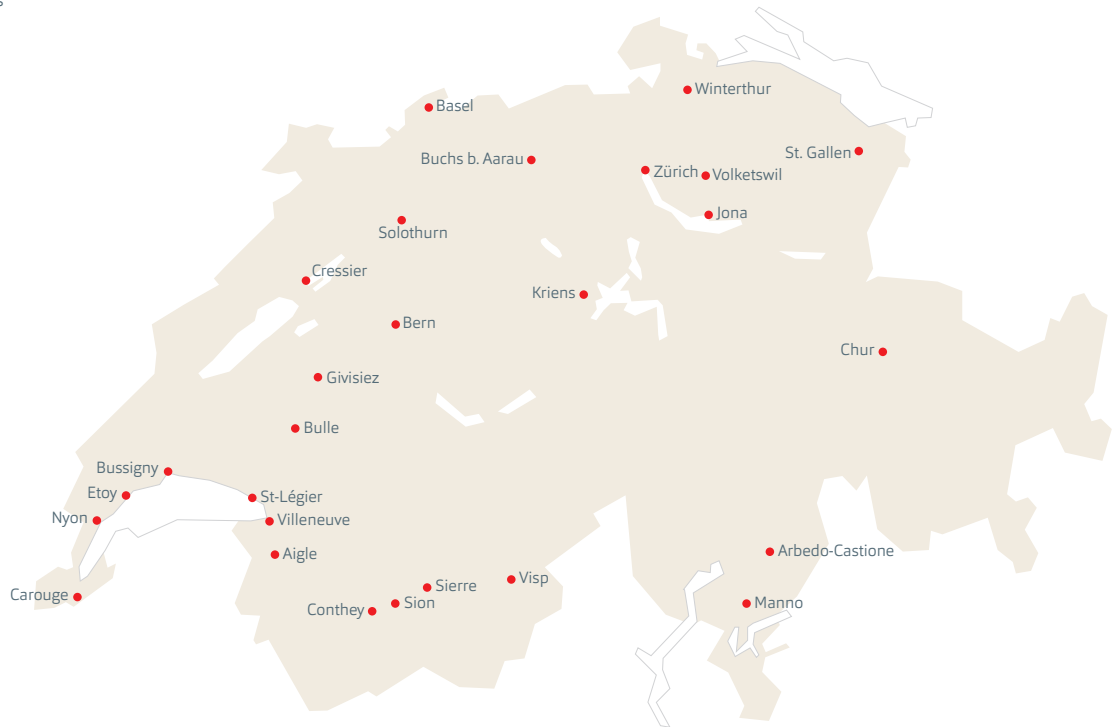 Winterthur
Basel
St. Gallen
Buchs b. Aarau
Zürich
Volketswil
Jona
Solothurn
Cressier
Kriens
Bern
Chur
Givisiez
Bulle
Bussigny
Etoy
St-Légier
Nyon
Villeneuve
Aigle
Arbedo-Castione
Visp
Sierre
Carouge
Sion
Manno
Conthey